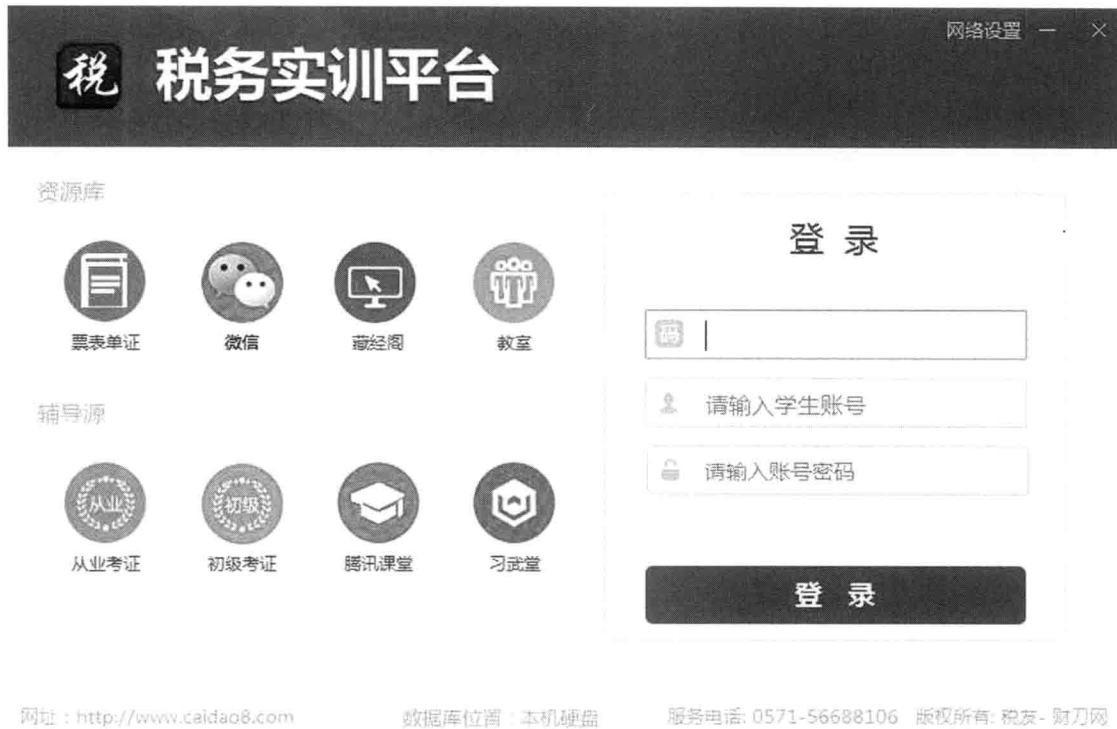 网络设置
税 税务实训平台
资源库
票表单证 微信 藏经阁 教室
辅导源
从业 初级
从业考证 初级考证 腾讯课堂 习武堂
登 录
码
请输入学生账号
请输入账号密码
登 录
网址：http://www.caidao8.com 数据库位置：本机硬盘 服务电话: 0571-56688106 版权所有: 税友- 财刀网